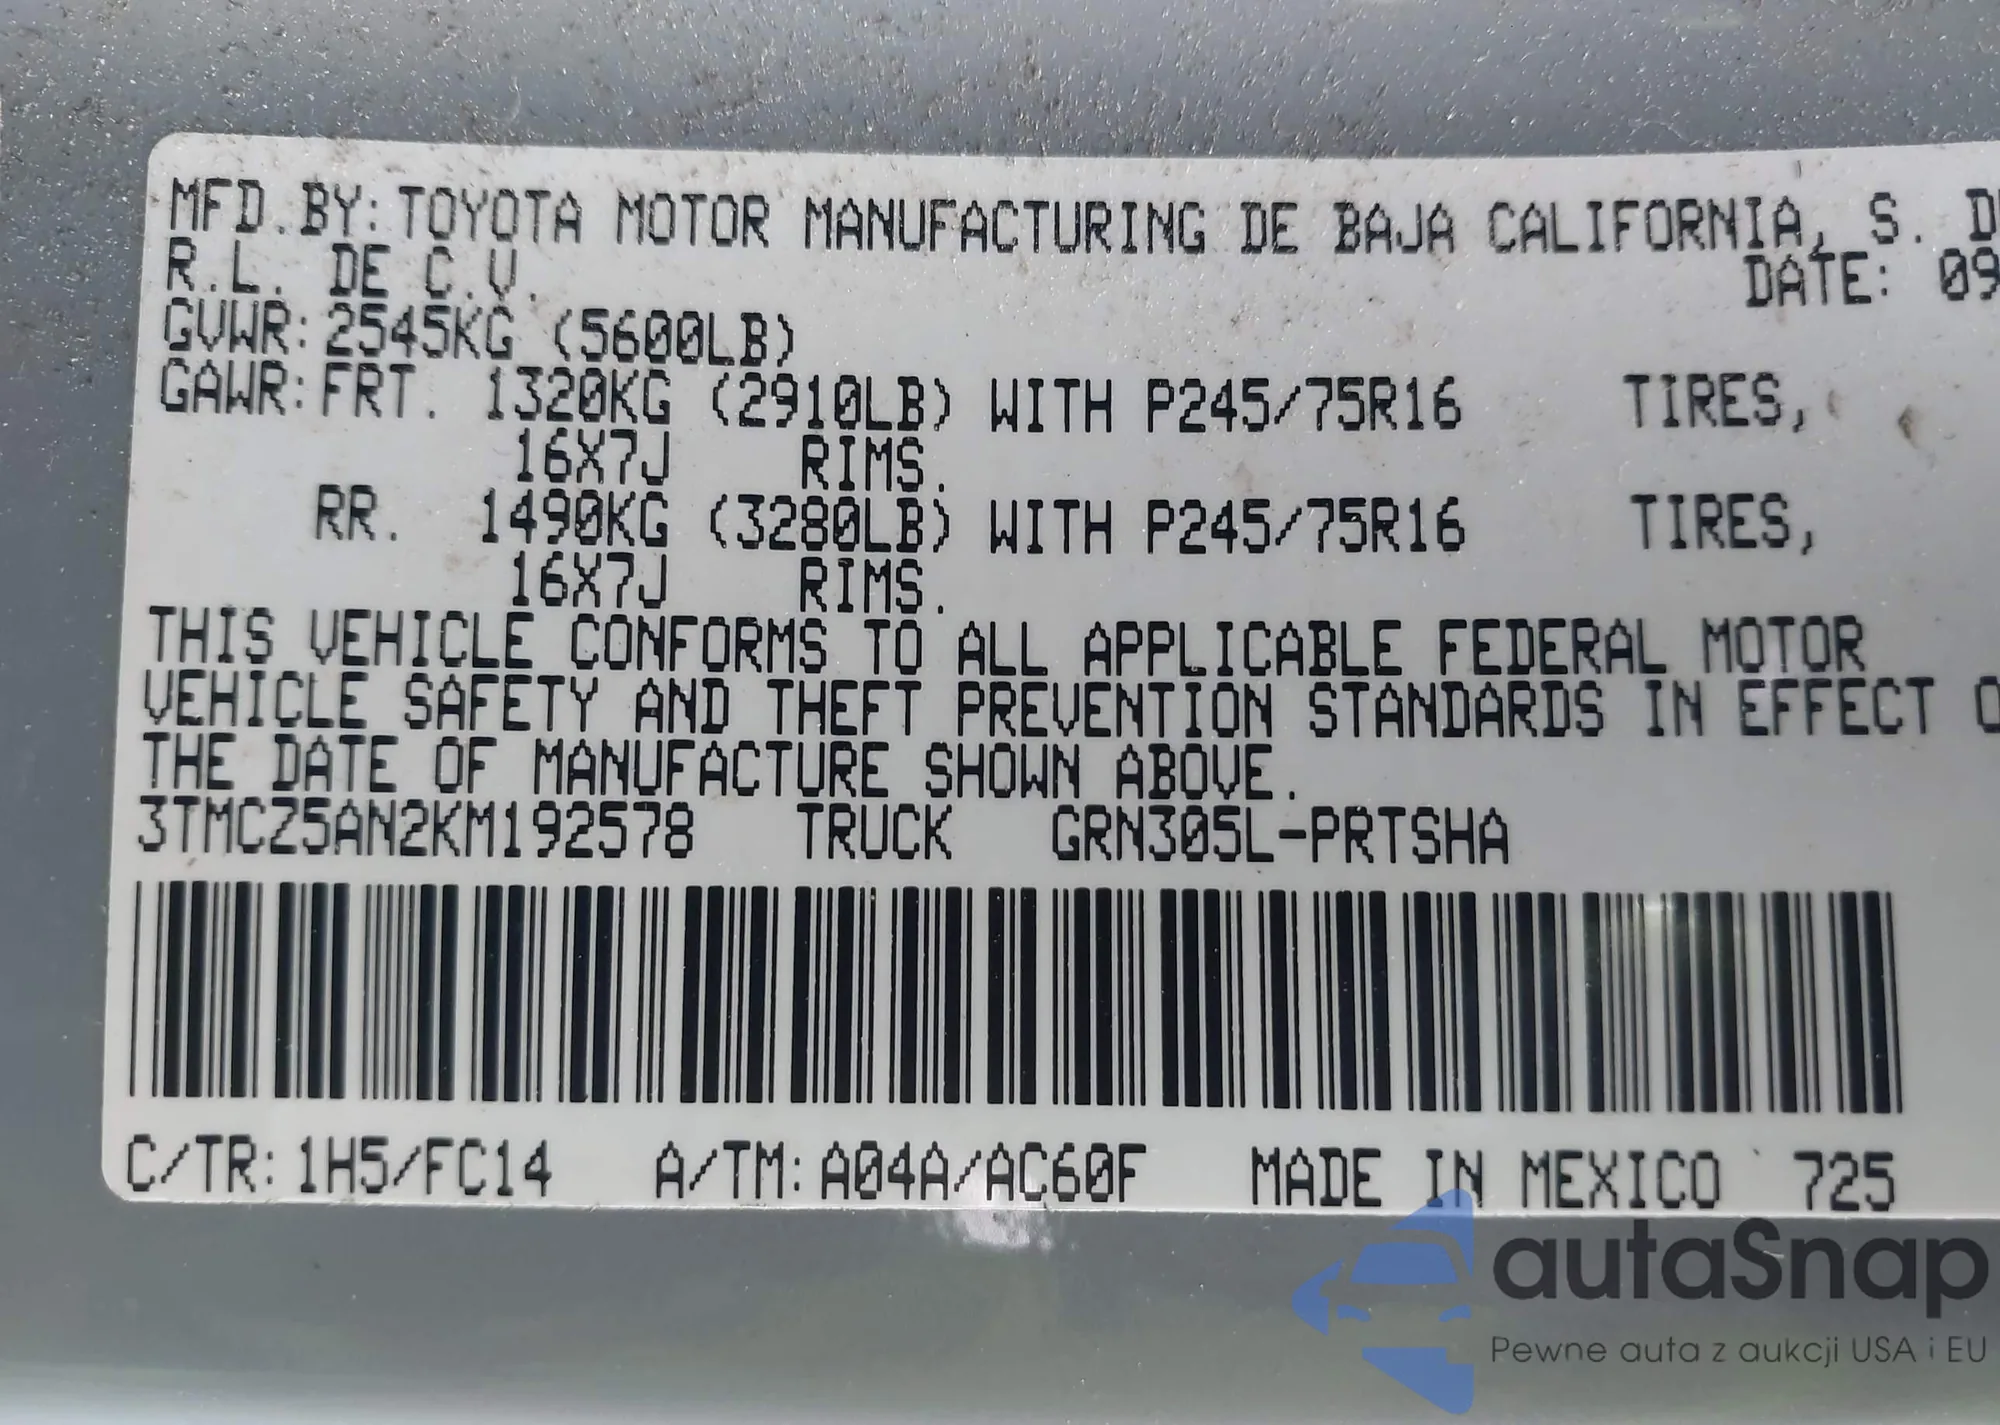 MFD.BY:TOYOTA MOTOR MANUFACTURING DE BAJA CALIFORNIA, S. DE
R.L. DE C.V.
DATE: 09
GVWR:2545KG (5600LB)
GAWR:FRT. 1320KG (2910LB) WITH P245/75R16 TIRES,
16X7J RIMS.
RR. 1490KG (3280LB) WITH P245/75R16 TIRES,
16X7J RIMS.
THIS VEHICLE CONFORMS TO ALL APPLICABLE FEDERAL MOTOR
VEHICLE SAFETY AND THEFT PREVENTION STANDARDS IN EFFECT
THE DATE OF MANUFACTURE SHOWN ABOVE.
3TMCZ5AN2KM192578 TRUCK GRN305L-PRTSHA
C/TR:1H5/FC14 A/TM:A04A/AC60F MADE IN MEXICO 725
autaSnap
Pewne auta z aukcji USA i EU